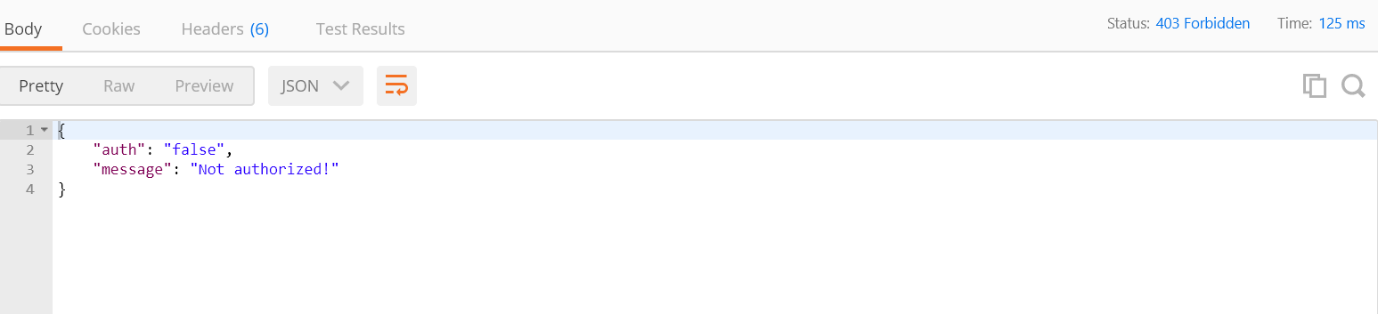 Body Cookies Headers (6) Test Results Status: 403 Forbidden Time: 125 ms
Pretty Raw Preview JSON
1 {
2 "auth": "false",
3 "message": "Not authorized!"
4 }